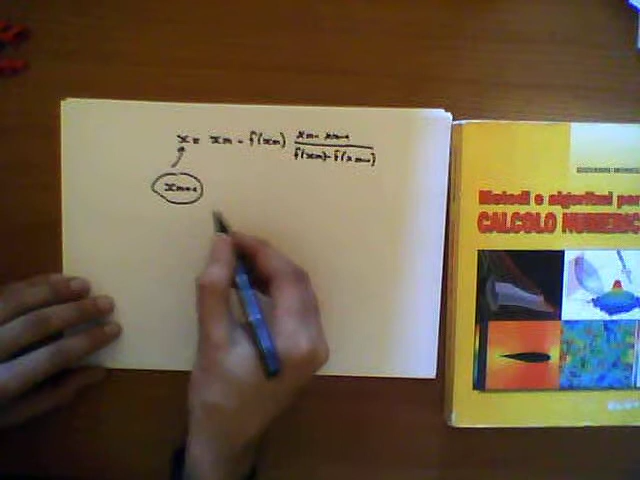 x = xm - f(xm) xm - xm-1
f(xm) - f(xm-1)
xm+1
Metodi e algoritmi per
CALCOLO NUMERIC